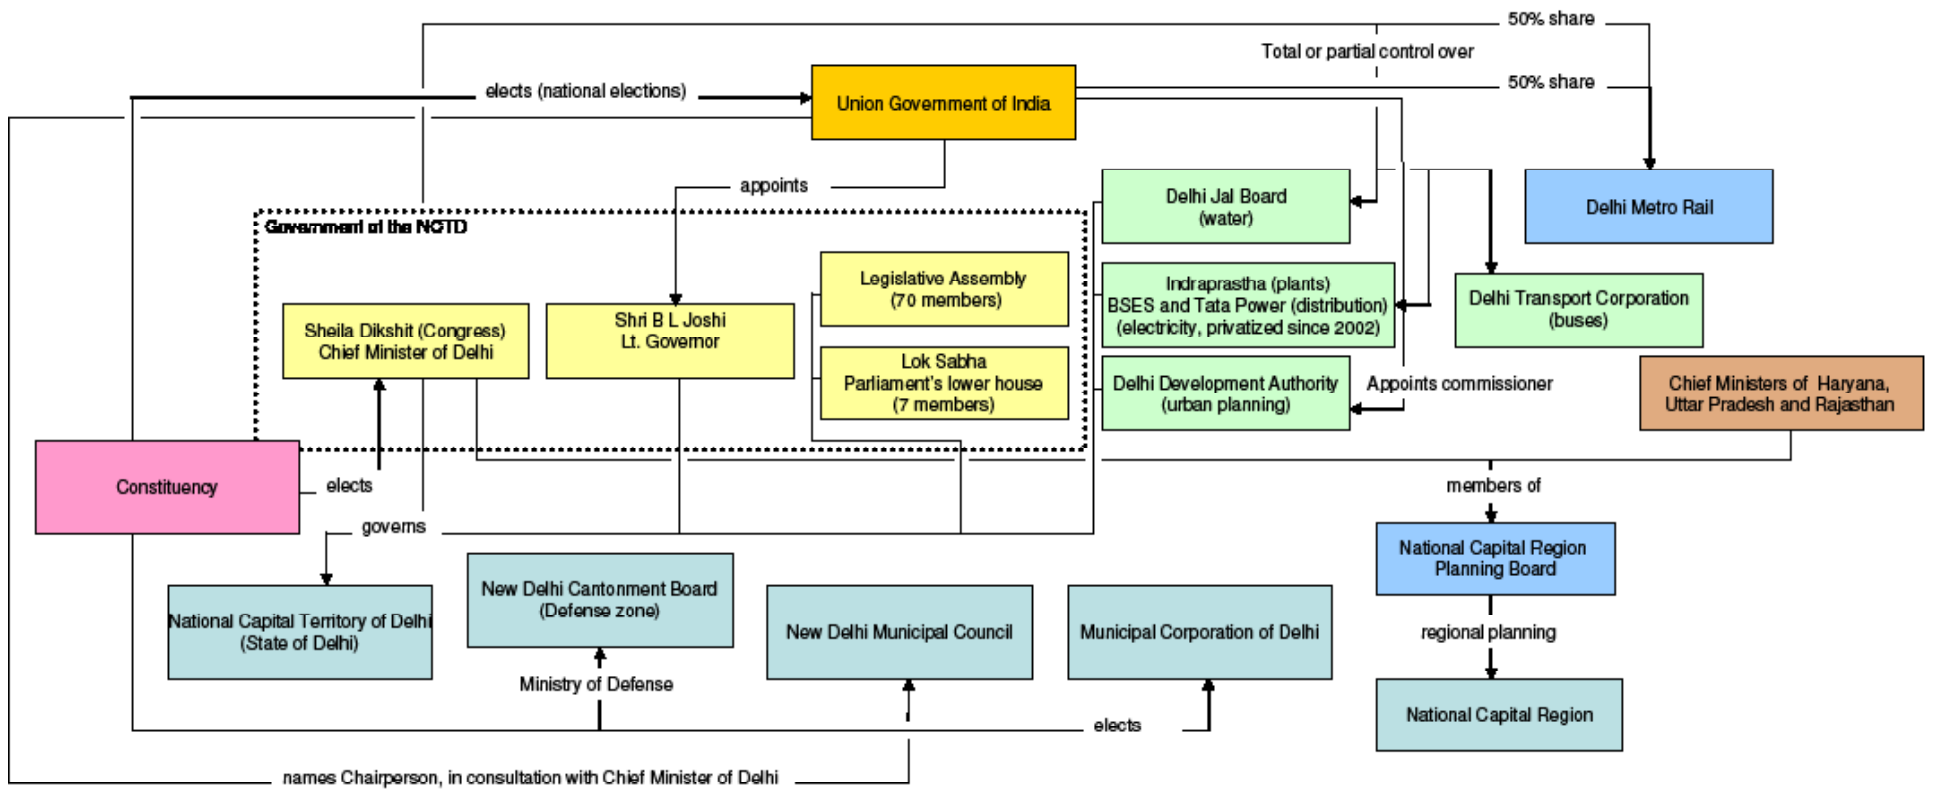 50% share
Total or partial control over
50% share
elects (national elections)
Union Government of India
appoints
Delhi Jal Board
(water)
Delhi Metro Rail
Government of the NCTD
Legislative Assembly
(70 members)
Indraprastha (plants)
BSES and Tata Power (distribution)
(electricity, privatized since 2002)
Delhi Transport Corporation
(buses)
Sheila Dikshit (Congress)
Chief Minister of Delhi
Shri B L Joshi
Lt. Governor
Lok Sabha
Parliament's lower house
(7 members)
Delhi Development Authority
(urban planning)
Appoints commissioner
Chief Ministers of Haryana,
Uttar Pradesh and Rajasthan
Constituency
elects
members of
governs
National Capital Region
Planning Board
New Delhi Cantonment Board
(Defense zone)
National Capital Territory of Delhi
(State of Delhi)
New Delhi Municipal Council
Municipal Corporation of Delhi
regional planning
Ministry of Defense
National Capital Region
elects
names Chairperson, in consultation with Chief Minister of Delhi